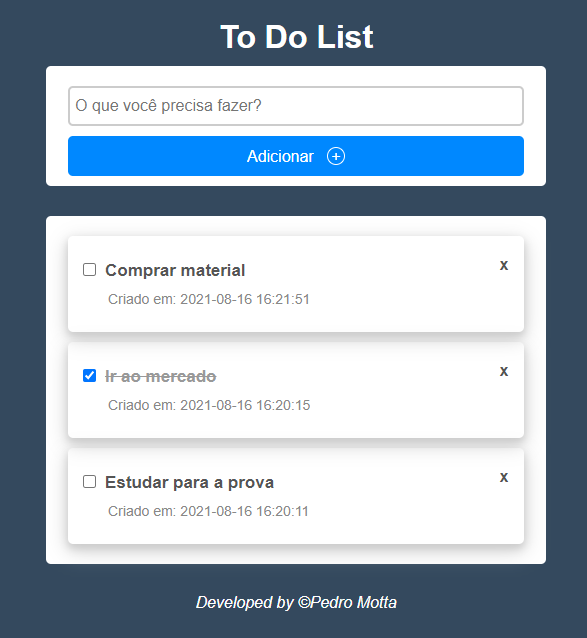 To Do List
O que você precisa fazer?
Adicionar
Comprar material x
Criado em: 2021-08-16 16:21:51
Ir ao mercado x
Criado em: 2021-08-16 16:20:15
Estudar para a prova x
Criado em: 2021-08-16 16:20:11
Developed by ©Pedro Motta